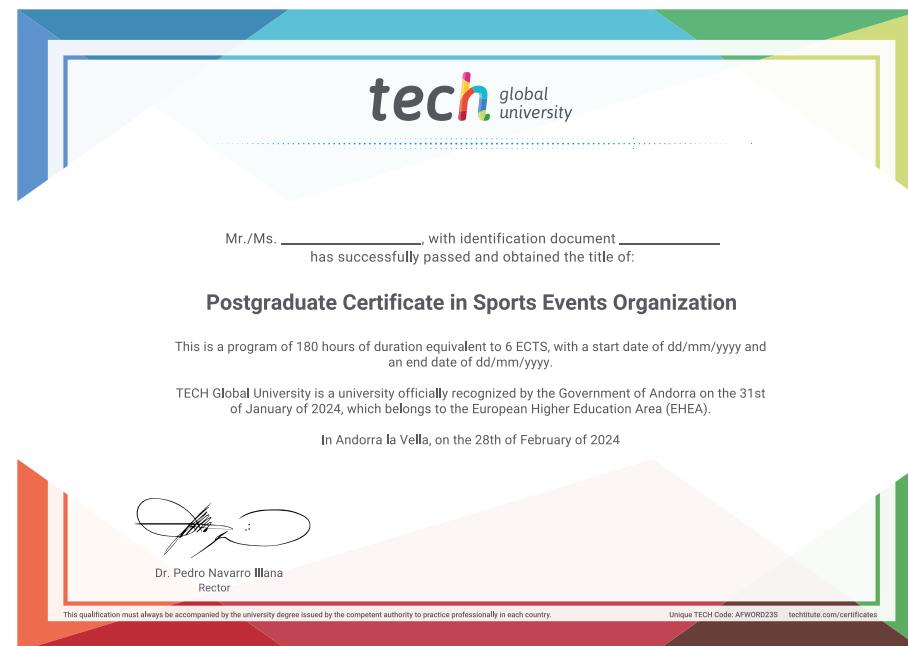 tech global university
Mr./Ms. ____________________, with identification document ______________
has successfully passed and obtained the title of:
Postgraduate Certificate in Sports Events Organization
This is a program of 180 hours of duration equivalent to 6 ECTS, with a start date of dd/mm/yyyy and
an end date of dd/mm/yyyy.
TECH Global University is a university officially recognized by the Government of Andorra on the 31st
of January of 2024, which belongs to the European Higher Education Area (EHEA).
In Andorra la Vella, on the 28th of February of 2024
Dr. Pedro Navarro Illana
Rector
This qualification must always be accompanied by the university degree issued by the competent authority to practice professionally in each country. Unique TECH Code: AFWORD23S techtitute.com/certificates